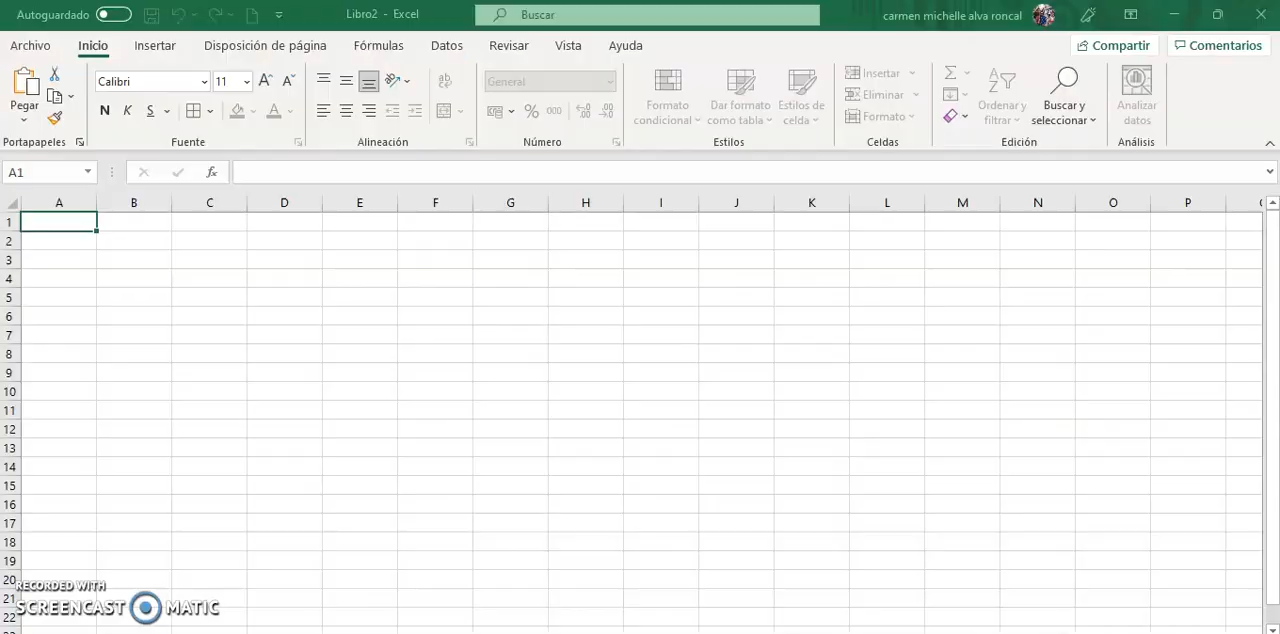 Autoguardado
Libro2 - Excel
Buscar
carmen michelle alva roncal
Archivo Inicio Insertar Disposición de página Fórmulas Datos Revisar Vista Ayuda
Compartir Comentarios
Pegar
Calibri 11 A A
N K S A
ab
General
% 000
Formato condicional
Dar formato como tabla
Estilos de celda
Insertar
Eliminar
Formato
Ordenar y filtrar
Buscar y seleccionar
Analizar datos
Portapapeles Fuente Alineación Número Estilos Celdas Edición Análisis
A1 fx
A B C D E F G H I J K L M N O P
1
2
3
4
5
6
7
8
9
10
11
12
13
14
15
16
17
18
19
20
21
22
RECORDED WITH
SCREENCAST MATIC